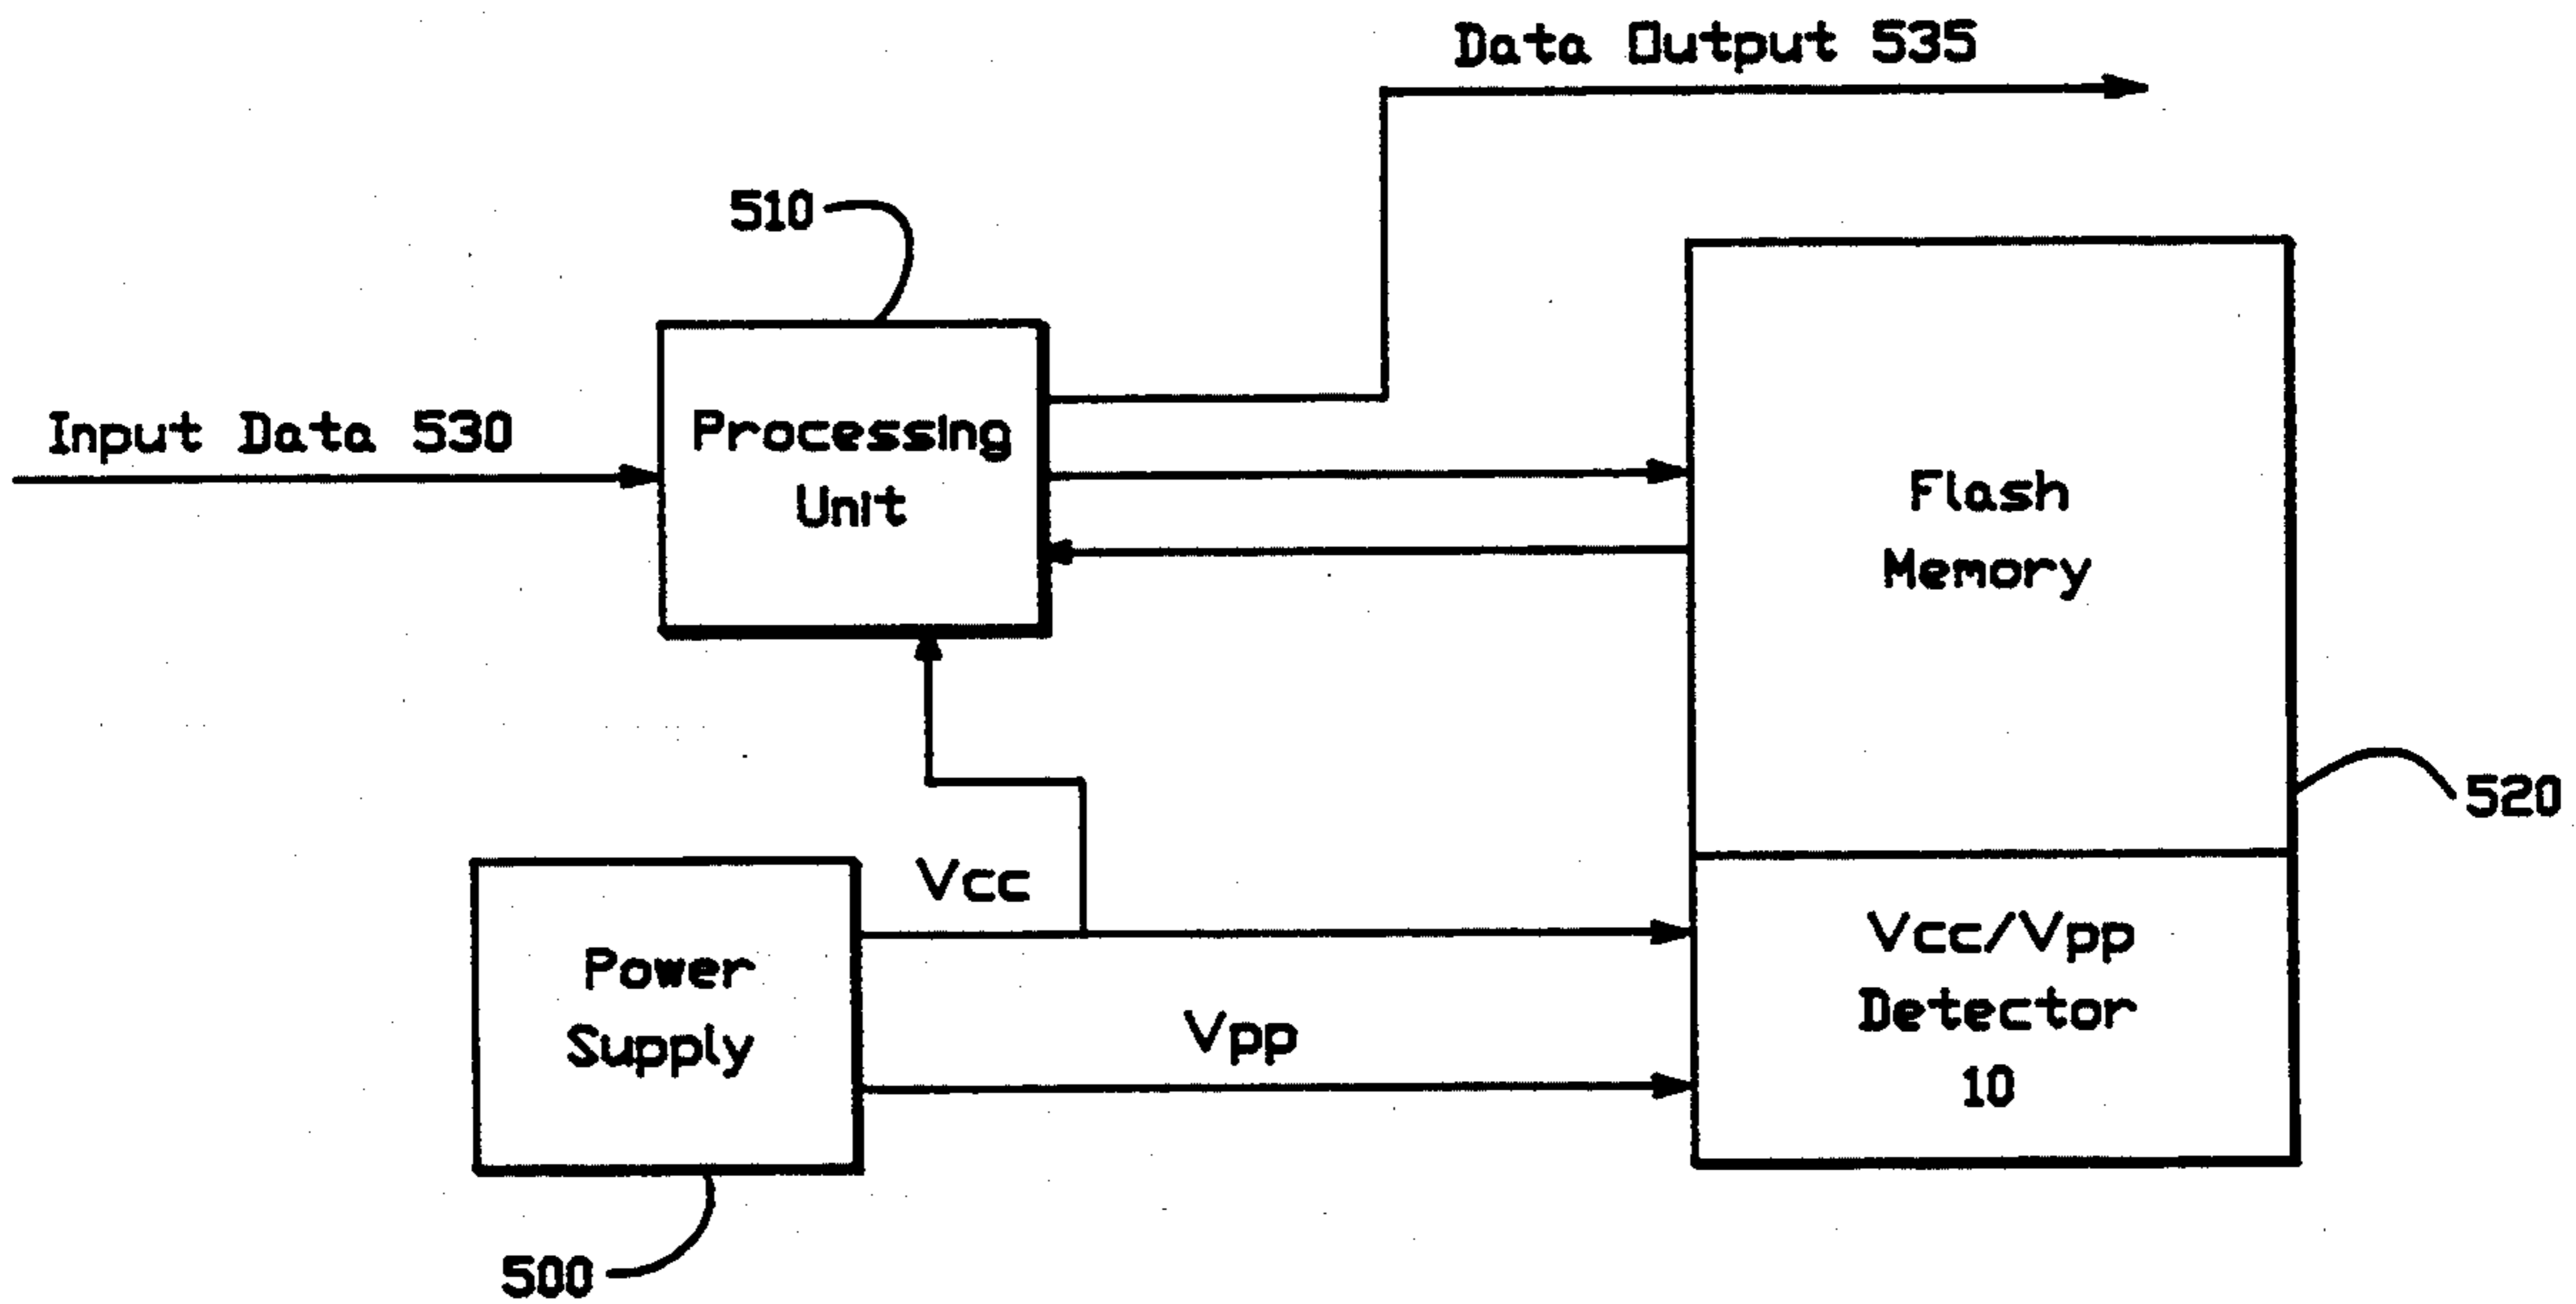 Data Output 535
510
Input Data 530
Processing
Unit
Flash
Memory
520
Vcc
Power
Supply
Vpp
Vcc/Vpp
Detector
10
500